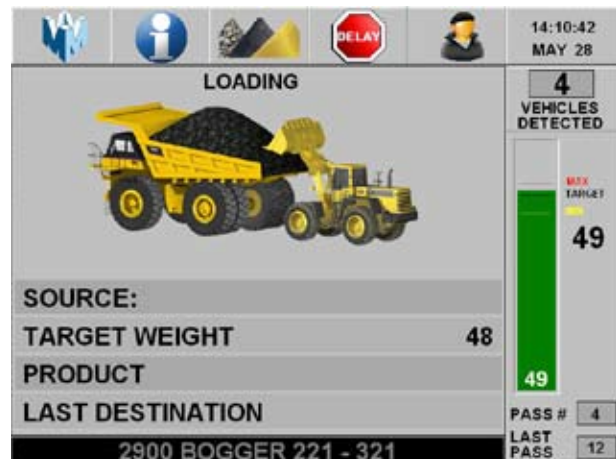 DELAY
14:10:42
MAY 28
LOADING
4
VEHICLES
DETECTED
MAX
TARGET
49
SOURCE:
TARGET WEIGHT 48
PRODUCT
49
LAST DESTINATION
PASS # 4
LAST
PASS 12
2900 BOGGER 221 - 321